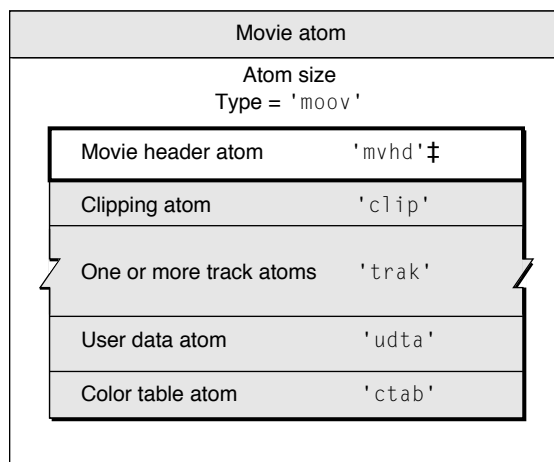 Movie atom
Atom size
Type = 'moov'
Movie header atom 'mvhd'‡
Clipping atom 'clip'
One or more track atoms 'trak'
User data atom 'udta'
Color table atom 'ctab'